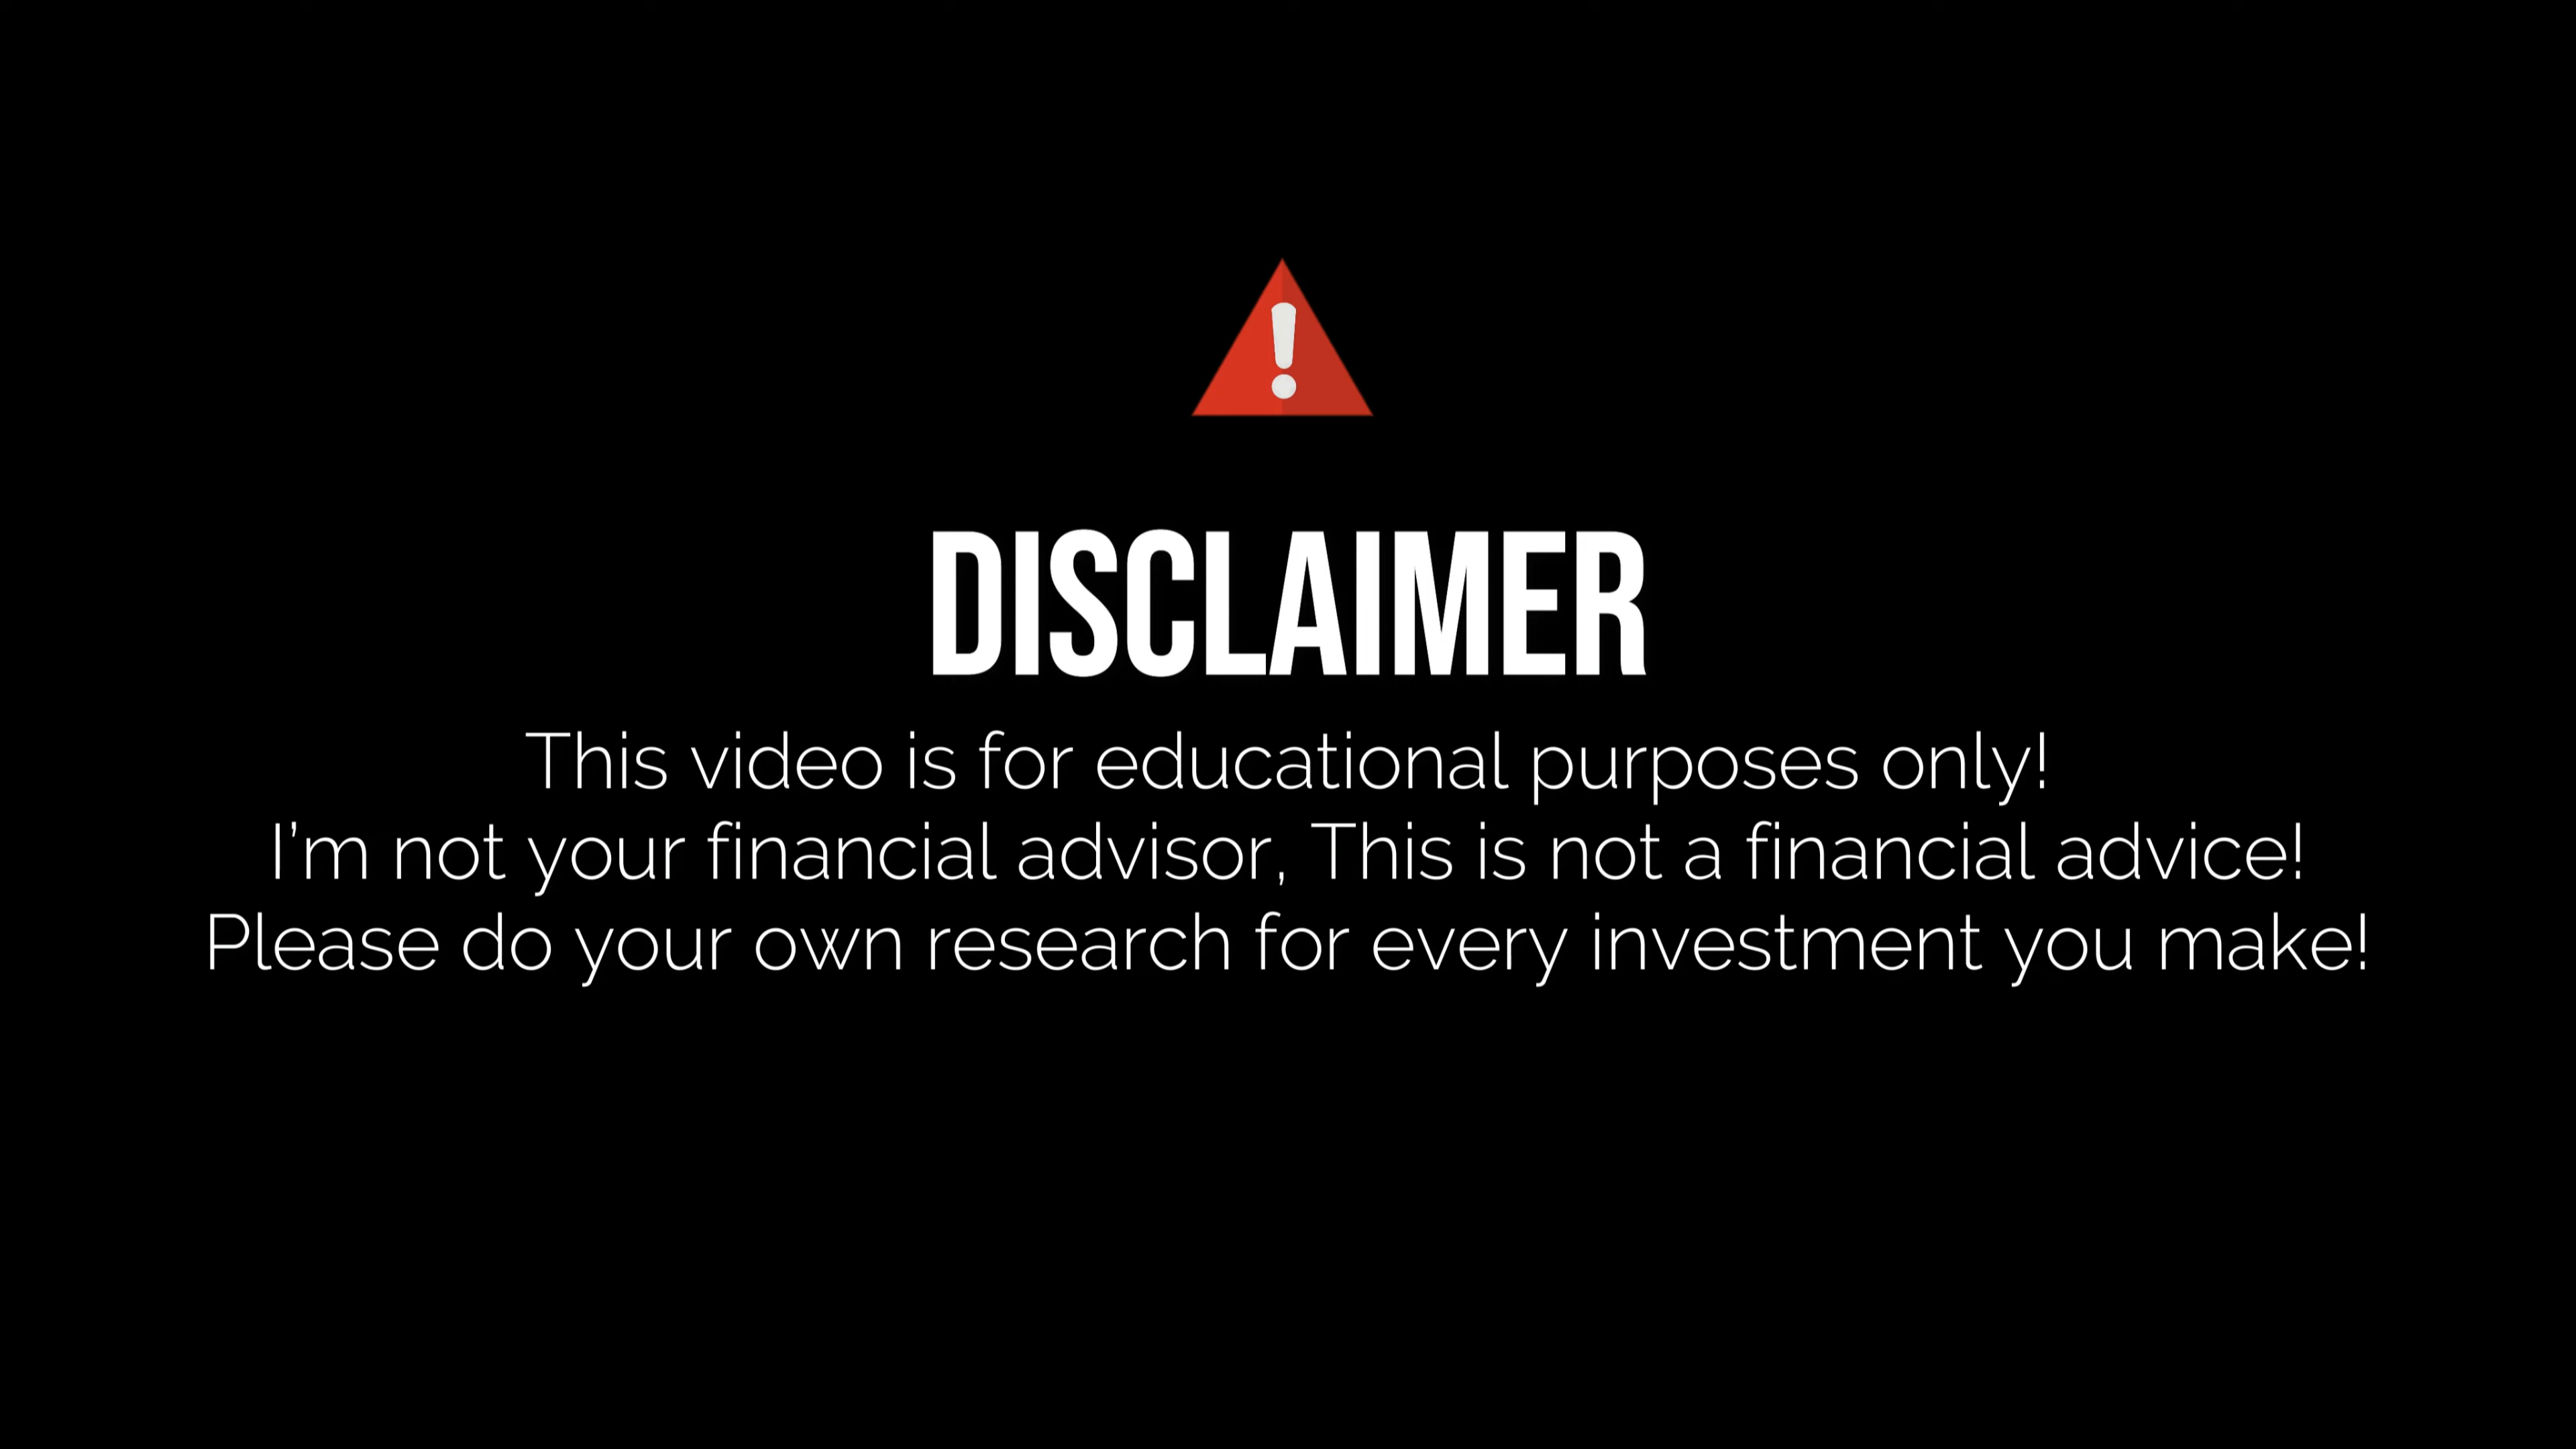 DISCLAIMER
This video is for educational purposes only!
I'm not your financial advisor, This is not a financial advice!
Please do your own research for every investment you make!